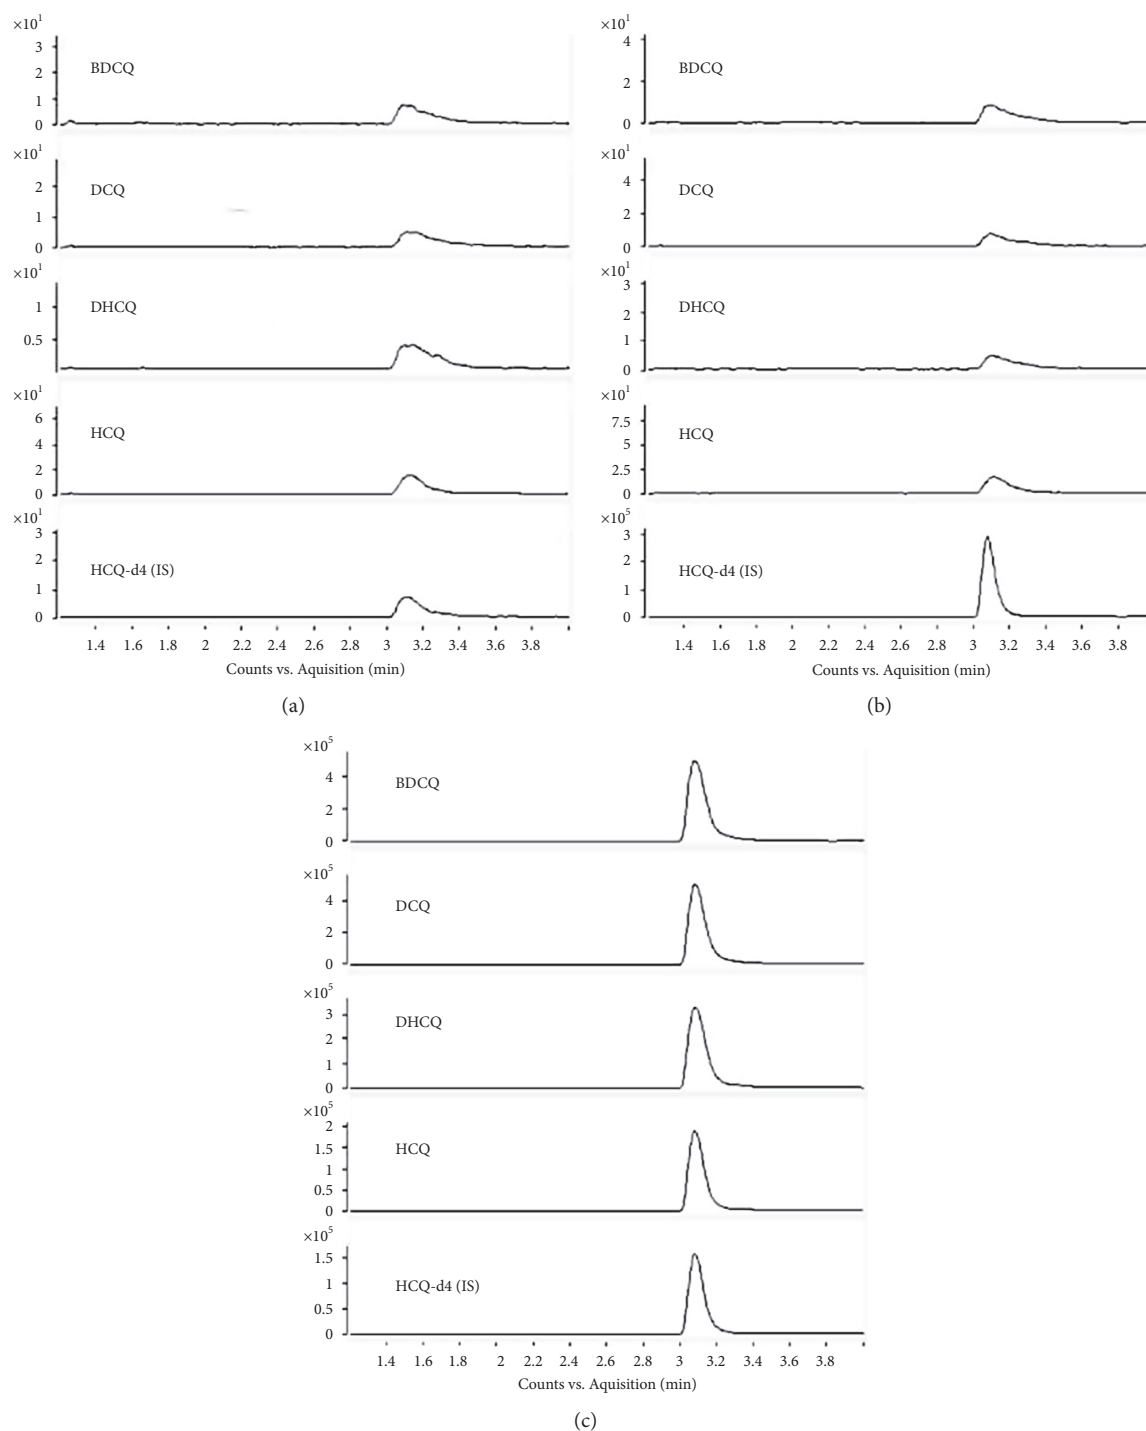 ×10¹
3
2
1
0
BDCQ
×10¹
2
1
0
DCQ
×10¹
1
0.5
DHCQ
×10¹
6
4
2
0
HCQ
×10¹
3
2
1
0
HCQ-d4 (IS)
1.4 1.6 1.8 2 2.2 2.4 2.6 2.8 3 3.2 3.4 3.6 3.8
Counts vs. Aquisition (min)
(a)
×10¹
4
2
0
BDCQ
×10¹
4
2
0
DCQ
×10¹
3
2
1
0
DHCQ
×10¹
7.5
5
2.5
0
HCQ
×10⁵
3
2
1
0
HCQ-d4 (IS)
1.4 1.6 1.8 2 2.2 2.4 2.6 2.8 3 3.2 3.4 3.6 3.8
Counts vs. Aquisition (min)
(b)
×10⁵
4
2
0
BDCQ
×10⁵
4
2
0
DCQ
×10⁵
3
2
1
0
DHCQ
×10⁵
2
1.5
1
0.5
0
HCQ
×10⁵
1.5
1
0.5
0
HCQ-d4 (IS)
1.4 1.6 1.8 2 2.2 2.4 2.6 2.8 3 3.2 3.4 3.6 3.8
Counts vs. Aquisition (min)
(c)